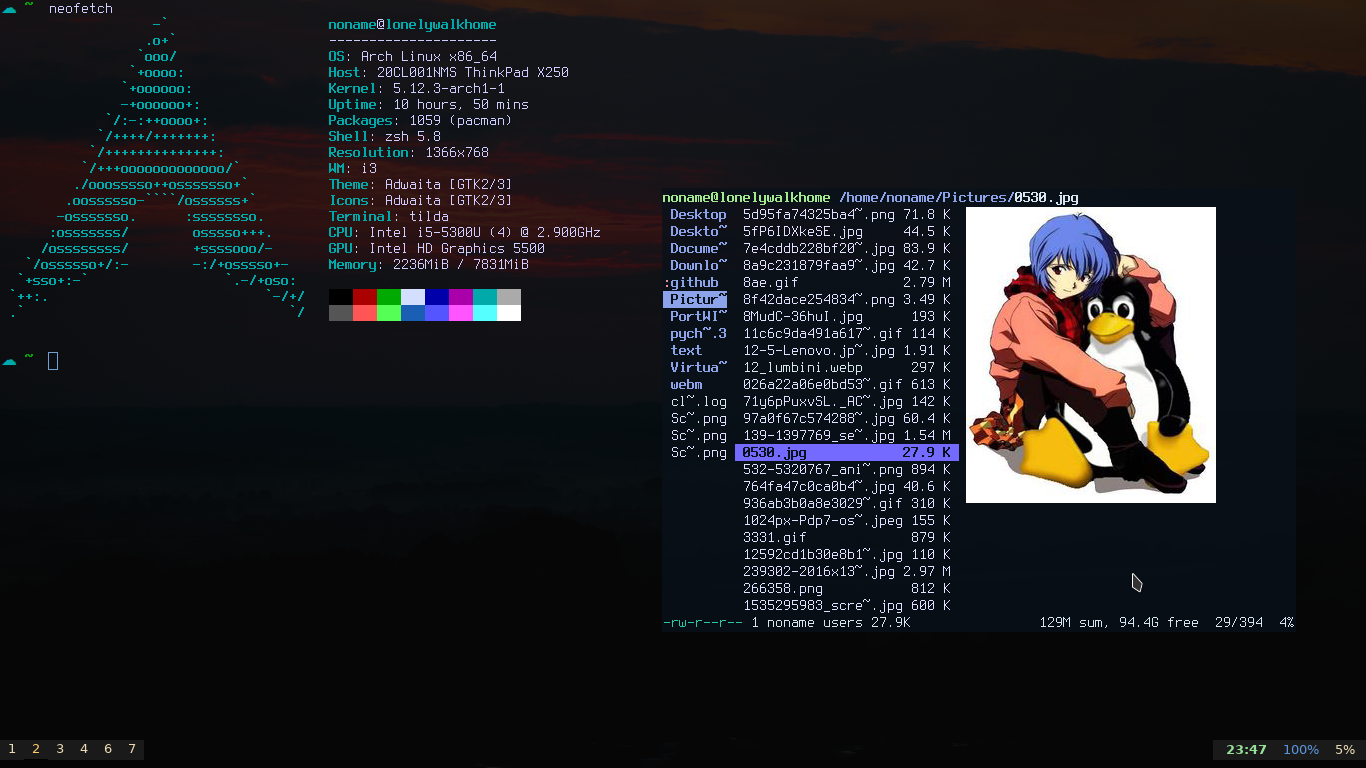 ~ neofetch
noname@lonelywalkhome
---------------------
OS: Arch Linux x86_64
Host: 20CL001NMS ThinkPad X250
Kernel: 5.12.3-arch1-1
Uptime: 10 hours, 50 mins
Packages: 1059 (pacman)
Shell: zsh 5.8
Resolution: 1366x768
WM: i3
Theme: Adwaita [GTK2/3]
Icons: Adwaita [GTK2/3]
Terminal: tilda
CPU: Intel i5-5300U (4) @ 2.900GHz
GPU: Intel HD Graphics 5500
Memory: 2236MiB / 7831MiB
~
noname@lonelywalkhome /home/noname/Pictures/0530.jpg
Desktop 5d95fa74325ba4~.png 71.8 K
Deskto~ 5fP6IDXkeSE.jpg 44.5 K
Docume~ 7e4cddb228bf20~.jpg 83.9 K
Downlo~ 8a9c231879faa9~.jpg 42.7 K
:github 8ae.gif 2.79 M
Pictur~ 8f42dace254834~.png 3.49 K
PortWI~ 8MudC-36huI.jpg 193 K
pych~.3 11c6c9da491a617~.gif 114 K
text 12-5-Lenovo.jp~.jpg 1.91 K
Virtua~ 12_lumbini.webp 297 K
webm 026a22a06e0bd53~.gif 613 K
cl~.log 71y6pPuxvSL._AC~.jpg 142 K
Sc~.png 97a0f67c574288~.jpg 60.4 K
Sc~.png 139-1397769_se~.jpg 1.54 M
Sc~.png 0530.jpg 27.9 K
532-5320767_ani~.png 894 K
764fa47c0ca0b4~.jpg 40.6 K
936ab3b0a8e3029~.gif 310 K
1024px-Pdp7-os~.jpeg 155 K
3331.gif 879 K
12592cd1b30e8b1~.jpg 110 K
239302-2016x13~.jpg 2.97 M
266358.png 812 K
1535295983_scre~.jpg 600 K
-rw-r--r-- 1 noname users 27.9K 129M sum, 94.4G free 29/394 4%
1 2 3 4 6 7
23:47 100% 5%